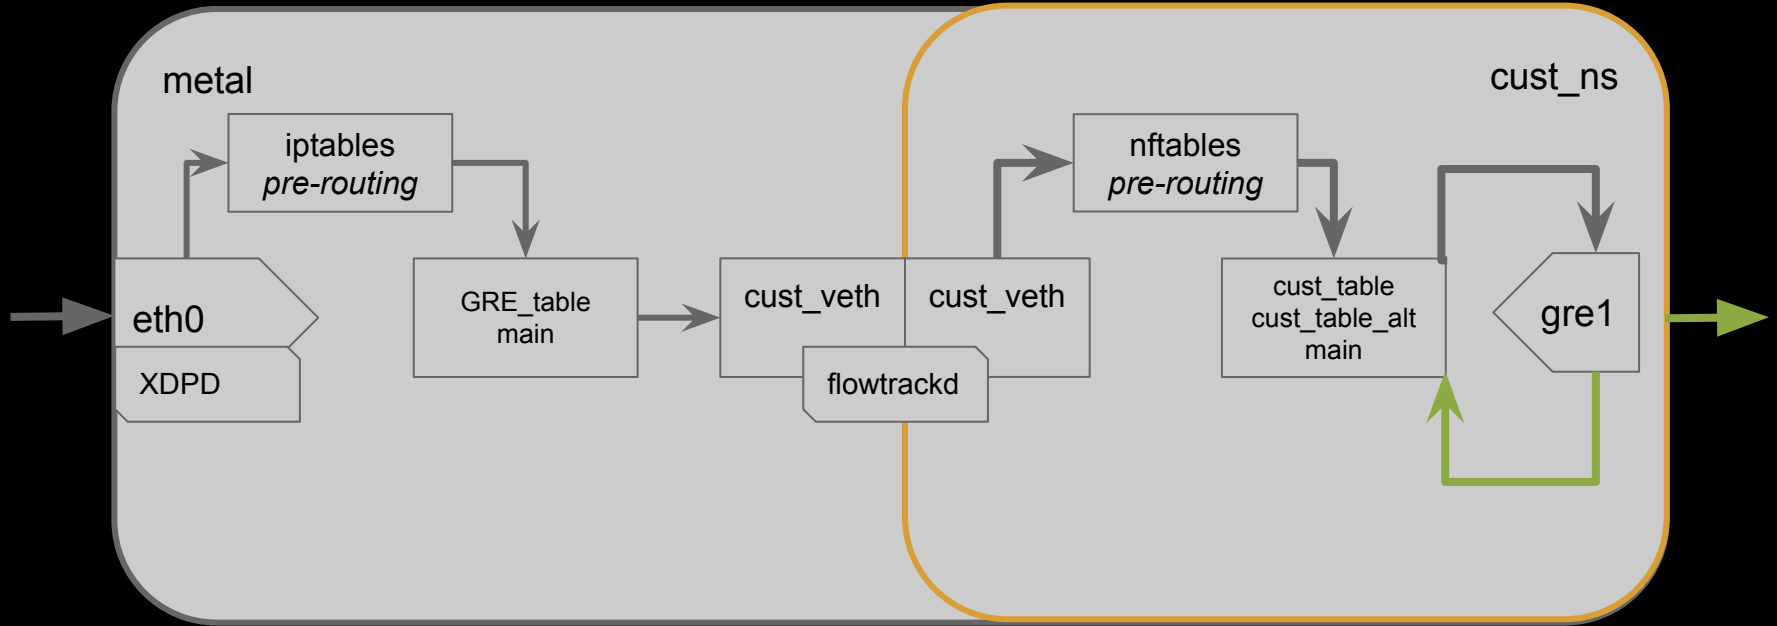 metal
cust_ns
iptables
pre-routing
nftables
pre-routing
eth0
XDPD
GRE_table
main
cust_veth
cust_veth
flowtrackd
cust_table
cust_table_alt
main
gre1